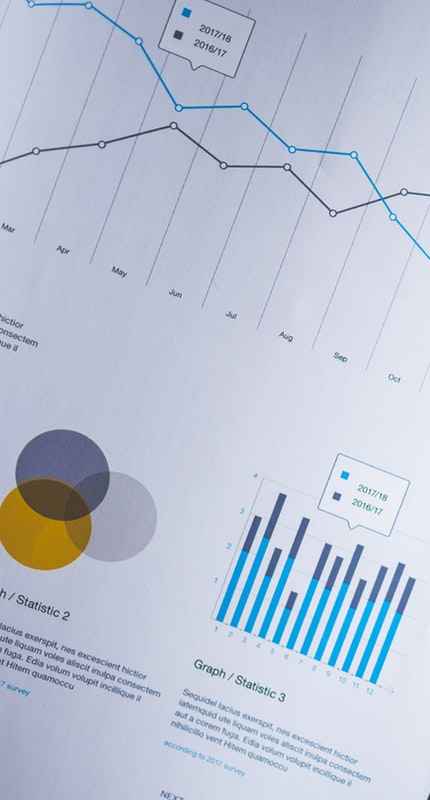 2017/18
2016/17
Mar Apr May Jun Jul Aug Sep Oct
hictior
onsectem
ue il
h / Statistic 2
lacius exerspit, nes excescient hictior
ute liquam voles aliscit inulpa consectem
fuga. Edia volum volupit incillique il
nt Hitem quamoccu
7 survey
2017/18
2016/17
4
3
2
1
1 2 3 4 5 6 7 8 9 10 11 12
Graph / Statistic 3
Sequidel lacius exerspit, nes excescient hictior
iatemquid ute liquam voles aliscit inulpa consectem
aut a corem fuga. Edia volum volupit incillique il
nihilicillo vent Hitem quamoccu
according to 2017 survey
NEXT